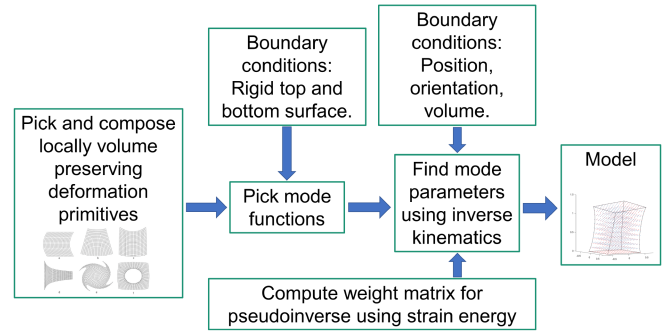 Pick and compose
locally volume
preserving
deformation
primitives
Boundary
conditions:
Rigid top and
bottom surface.
Pick mode
functions
Boundary
conditions:
Position,
orientation,
volume.
Find mode
parameters
using inverse
kinematics
Compute weight matrix for
pseudoinverse using strain energy
Model